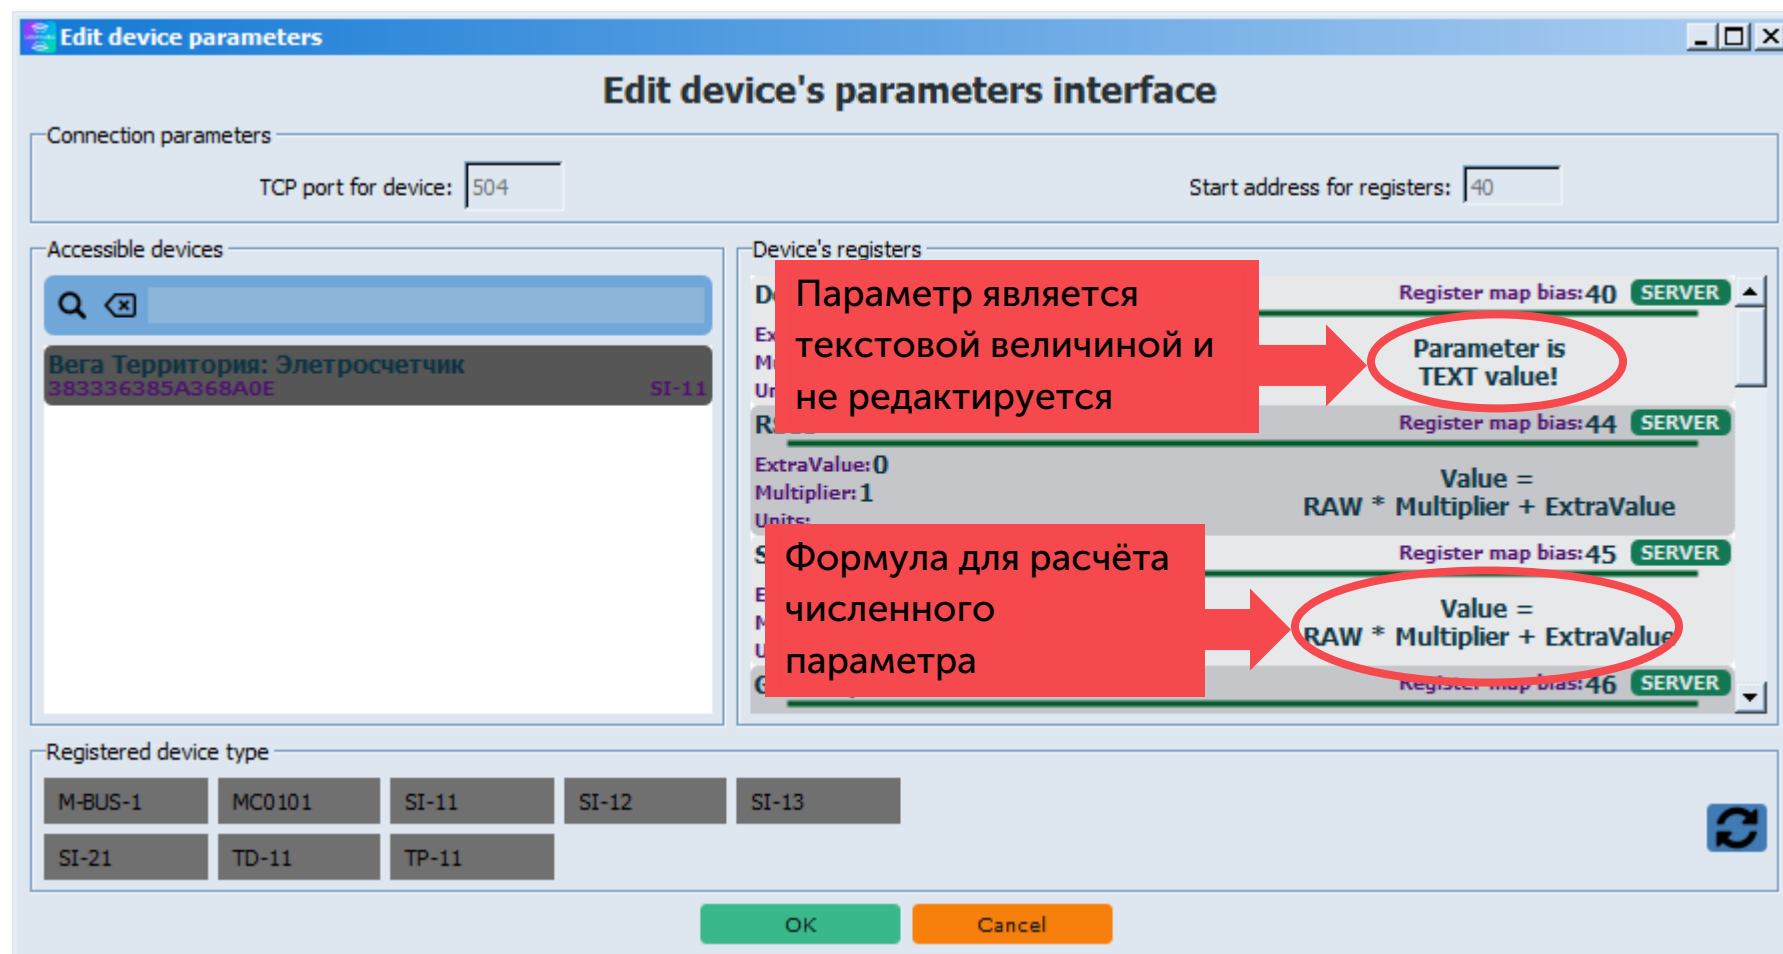 Edit device parameters
Edit device's parameters interface
Connection parameters
TCP port for device: 504
Start address for registers: 40
Accessible devices
Вега Территория: Элетросчетчик
383336385A368A0E SI-11
Device's registers
Register map bias:40 SERVER
Parameter is
TEXT value!
Параметр является
текстовой величиной и
не редактируется
Register map bias:44 SERVER
ExtraValue:0
Multiplier:1
Units:
Value =
RAW * Multiplier + ExtraValue
Register map bias:45 SERVER
Value =
RAW * Multiplier + ExtraValue
Формула для расчёта
численного
параметра
Register map bias:46 SERVER
Registered device type
M-BUS-1 MC0101 SI-11 SI-12 SI-13
SI-21 TD-11 TP-11
OK Cancel